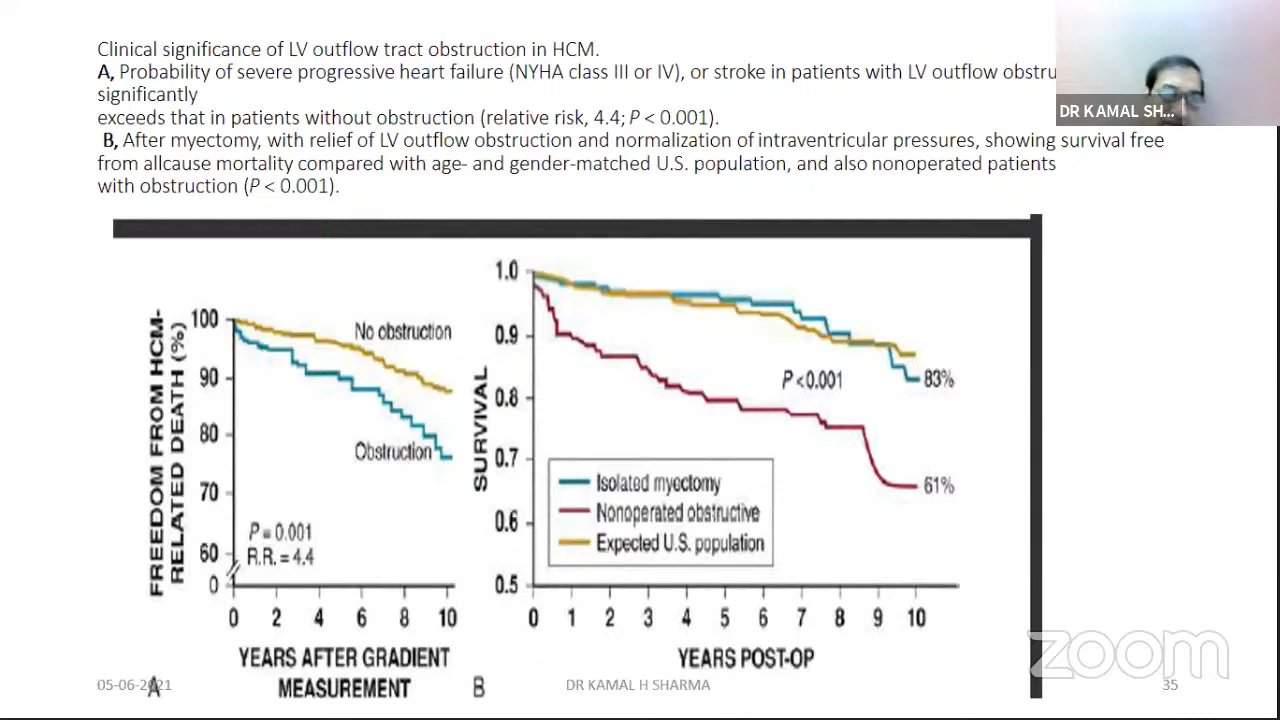 Clinical significance of LV outflow tract obstruction in HCM.
A, Probability of severe progressive heart failure (NYHA class III or IV), or stroke in patients with LV outflow obstru
significantly
exceeds that in patients without obstruction (relative risk, 4.4; P < 0.001).
B, After myectomy, with relief of LV outflow obstruction and normalization of intraventricular pressures, showing survival free
from allcause mortality compared with age- and gender-matched U.S. population, and also nonoperated patients
with obstruction (P < 0.001).
DR KAMAL SH...
FREEDOM FROM HCM-
RELATED DEATH (%)
100
90
80
70
60
0
No obstruction
Obstruction
P = 0.001
R.R. = 4.4
0 2 4 6 8 10
YEARS AFTER GRADIENT
MEASUREMENT
A
SURVIVAL
1.0
0.9
0.8
0.7
0.6
0.5
P <0.001
83%
61%
Isolated myectomy
Nonoperated obstructive
Expected U.S. population
0 1 2 3 4 5 6 7 8 9 10
YEARS POST-OP
B
05-06-2021
DR KAMAL H SHARMA
35
zoom